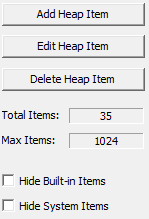 Add Heap Item
Edit Heap Item
Delete Heap Item
Total Items: 35
Max Items: 1024
Hide Built-in Items
Hide System Items